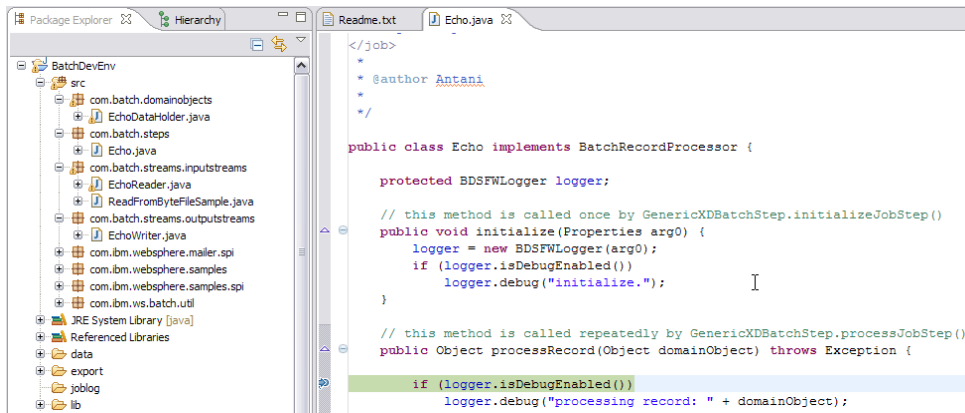 Package Explorer
Hierarchy
BatchDevEnv
src
com.batch.domainobjects
EchoDataHolder.java
com.batch.steps
Echo.java
com.batch.streams.inputstreams
EchoReader.java
ReadFromByteFileSample.java
com.batch.streams.outputstreams
EchoWriter.java
com.ibm.websphere.mailer.spi
com.ibm.websphere.samples
com.ibm.websphere.samples.spi
com.ibm.ws.batch.util
JRE System Library [java]
Referenced Libraries
data
export
joblog
lib
Readme.txt
Echo.java
</job>
*
* @author Antani
*
*/
public class Echo implements BatchRecordProcessor {
protected BDSFWLogger logger;
// this method is called once by GenericXDBatchStep.initializeJobStep()
public void initialize(Properties arg0) {
logger = new BDSFWLogger(arg0);
if (logger.isDebugEnabled())
logger.debug("initialize.");
}
// this method is called repeatedly by GenericXDBatchStep.processJobStep()
public Object processRecord(Object domainObject) throws Exception {
if (logger.isDebugEnabled())
logger.debug("processing record: " + domainObject);